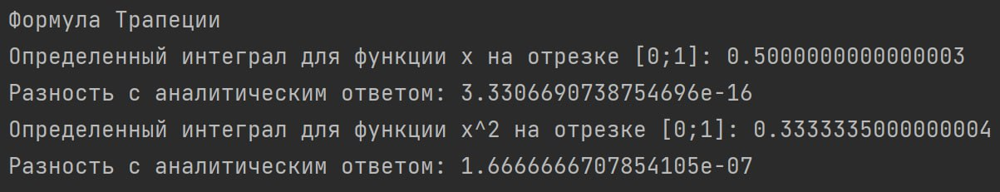 Формула Трапеции
Определенный интеграл для функции x на отрезке [0;1]: 0.5000000000000003
Разность с аналитическим ответом: 3.3306690738754696e-16
Определенный интеграл для функции x^2 на отрезке [0;1]: 0.3333335000000004
Разность с аналитическим ответом: 1.6666666707854105e-07